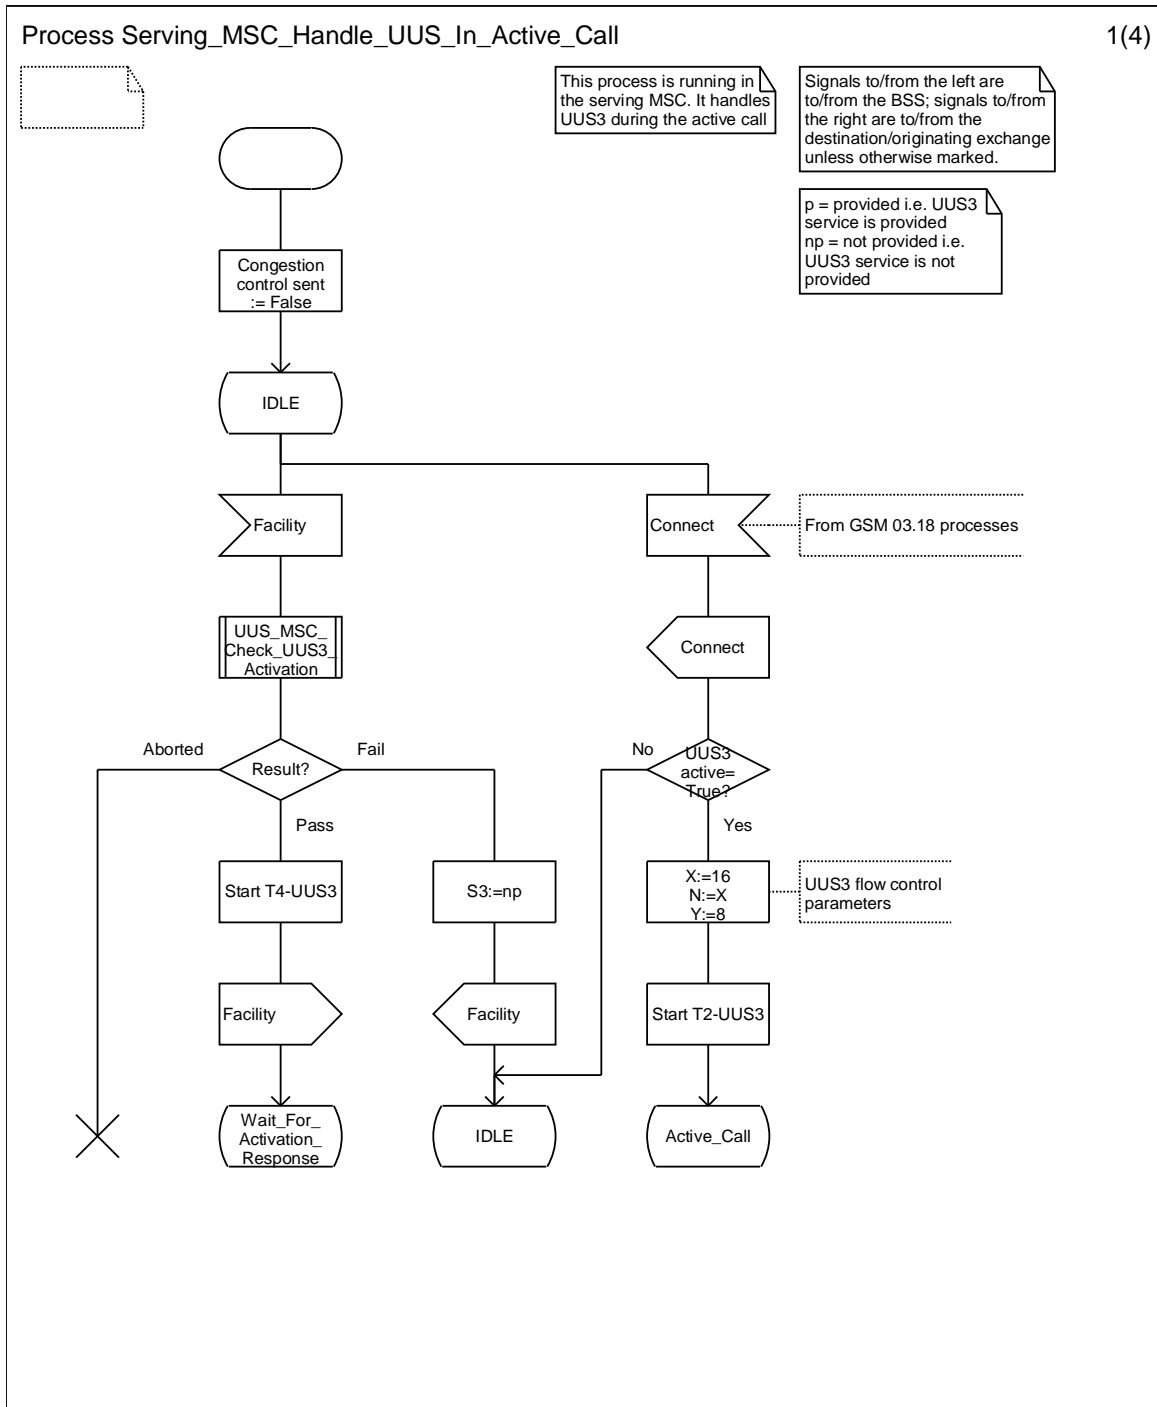 Process Serving_MSC_Handle_UUS_In_Active_Call
1(4)
This process is running in
the serving MSC. It handles
UUS3 during the active call
Signals to/from the left are
to/from the BSS; signals to/from
the right are to/from the
destination/originating exchange
unless otherwise marked.
p = provided i.e. UUS3
service is provided
np = not provided i.e.
UUS3 service is not
provided
Congestion
control sent
:= False
IDLE
Facility
Connect
From GSM 03.18 processes
UUS_MSC_
Check_UUS3_
Activation
Connect
Aborted
Result?
Fail
No
UUS3
active=
True?
Pass
Yes
Start T4-UUS3
S3:=np
X:=16
N:=X
Y:=8
UUS3 flow control
parameters
Facility
Facility
Start T2-UUS3
Wait_For_
Activation_
Response
IDLE
Active_Call